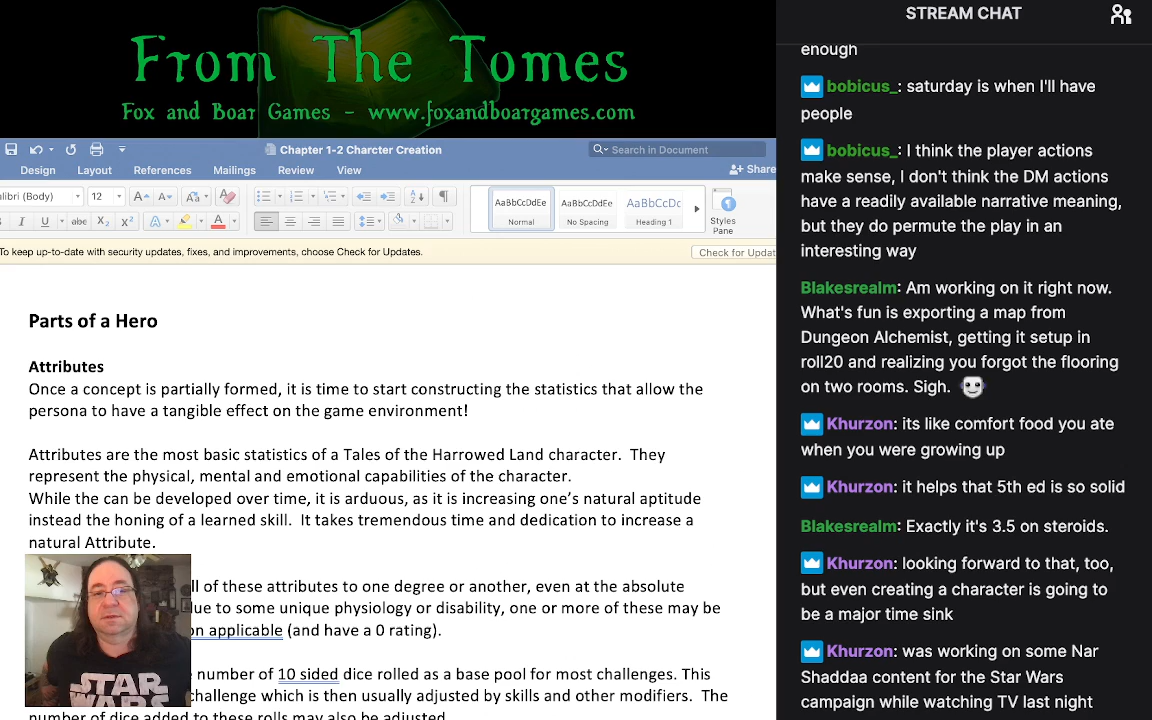 From The Tomes
Fox and Boar Games - www.foxandboargames.com
Chapter 1-2 Charcter Creation
Search in Document
Design Layout References Mailings Review View
Share
alibri (Body) 12
AaBbCcDdEe AaBbCcDdEe AaBbCcDc
Normal No Spacing Heading 1
Styles
Pane
To keep up-to-date with security updates, fixes, and improvements, choose Check for Updates.
Check for Updat
Parts of a Hero
Attributes
Once a concept is partially formed, it is time to start constructing the statistics that allow the
persona to have a tangible effect on the game environment!
Attributes are the most basic statistics of a Tales of the Harrowed Land character.  They
represent the physical, mental and emotional capabilities of the character.
While the can be developed over time, it is arduous, as it is increasing one's natural aptitude
instead the honing of a learned skill.  It takes tremendous time and dedication to increase a
natural Attribute.
ll of these attributes to one degree or another, even at the absolute
ue to some unique physiology or disability, one or more of these may be
on applicable (and have a 0 rating).
number of 10 sided dice rolled as a base pool for most challenges. This
challenge which is then usually adjusted by skills and other modifiers.  The
number of dice added to these rolls may also be adjusted.
STAR
WARS
STREAM CHAT
enough
bobicus_: saturday is when I'll have
people
bobicus_: I think the player actions
make sense, I don't think the DM actions
have a readily available narrative meaning,
but they do permute the play in an
interesting way
Blakesrealm: Am working on it right now.
What's fun is exporting a map from
Dungeon Alchemist, getting it setup in
roll20 and realizing you forgot the flooring
on two rooms. Sigh.
Khurzon: its like comfort food you ate
when you were growing up
Khurzon: it helps that 5th ed is so solid
Blakesrealm: Exactly it's 3.5 on steroids.
Khurzon: looking forward to that, too,
but even creating a character is going to
be a major time sink
Khurzon: was working on some Nar
Shaddaa content for the Star Wars
campaign while watching TV last night